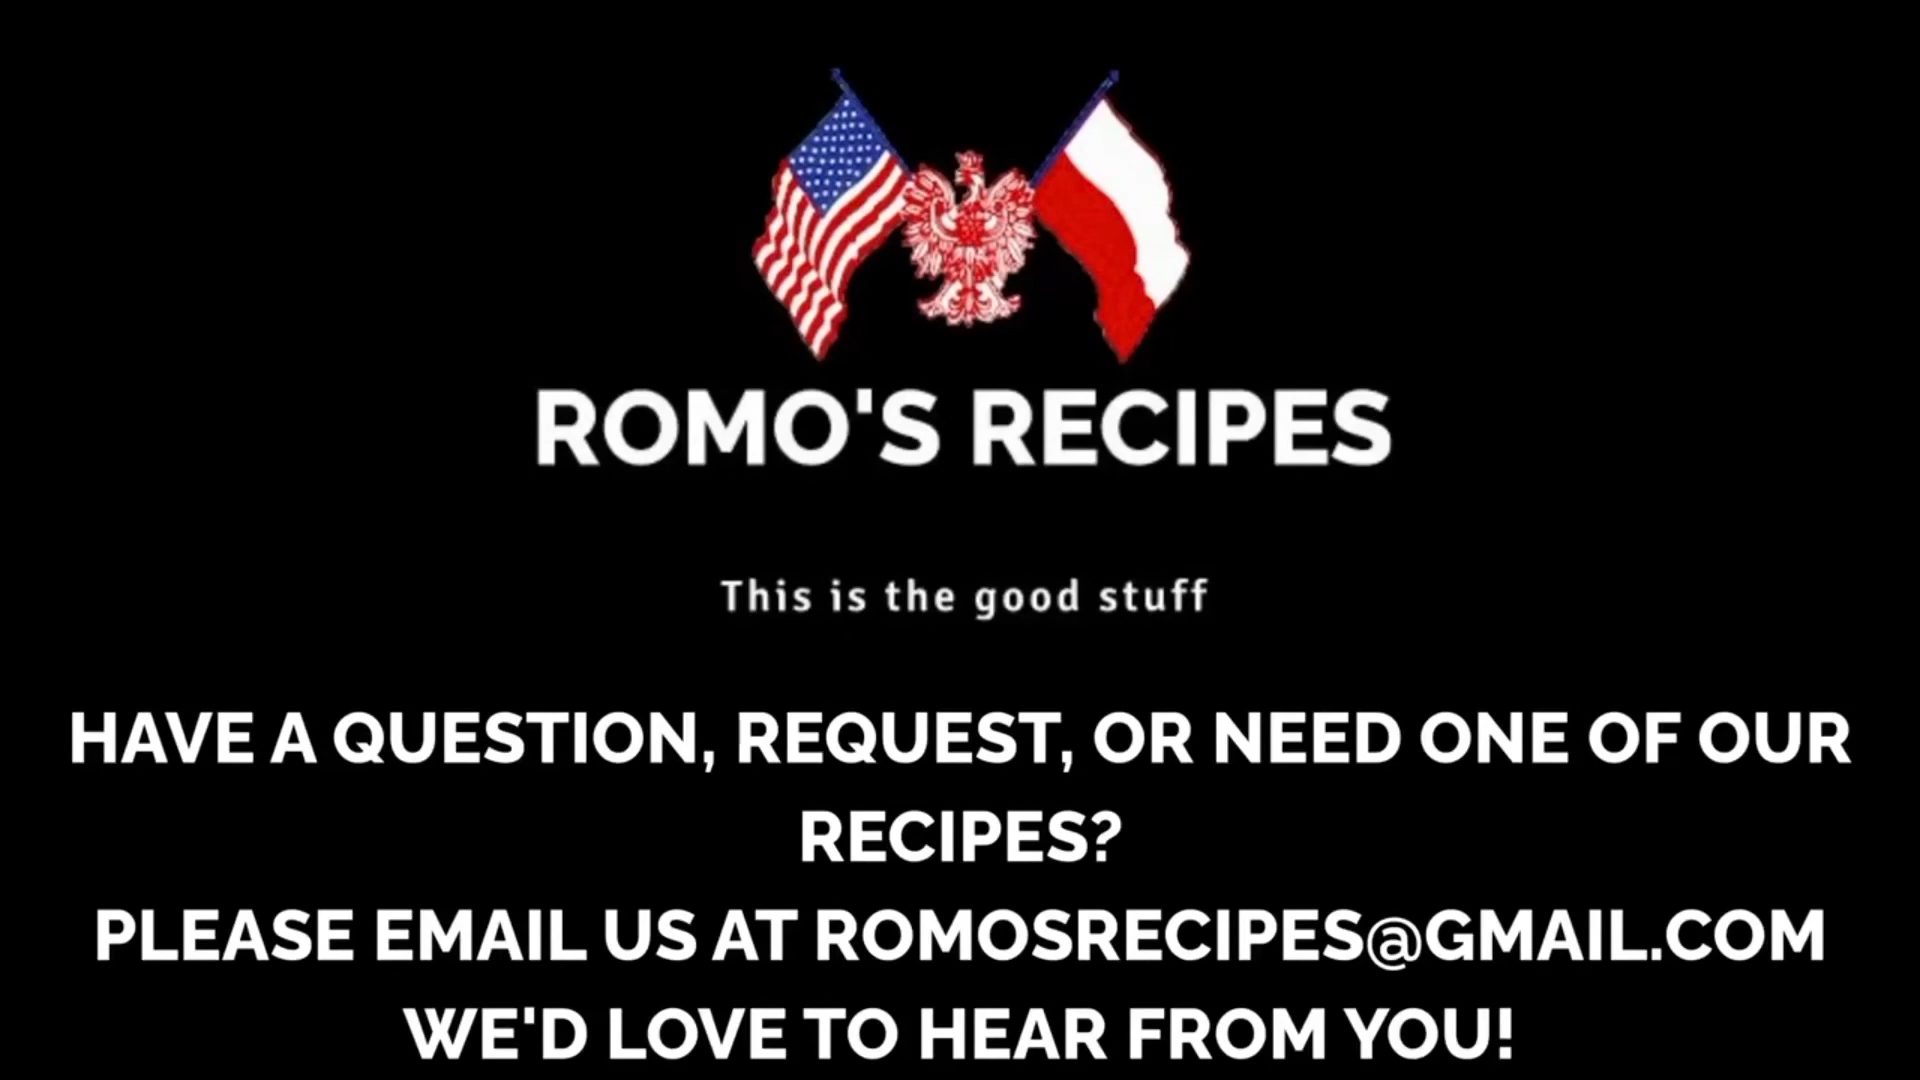 ROMO'S RECIPES
This is the good stuff
HAVE A QUESTION, REQUEST, OR NEED ONE OF OUR
RECIPES?
PLEASE EMAIL US AT ROMOSRECIPES@GMAIL.COM
WE'D LOVE TO HEAR FROM YOU!